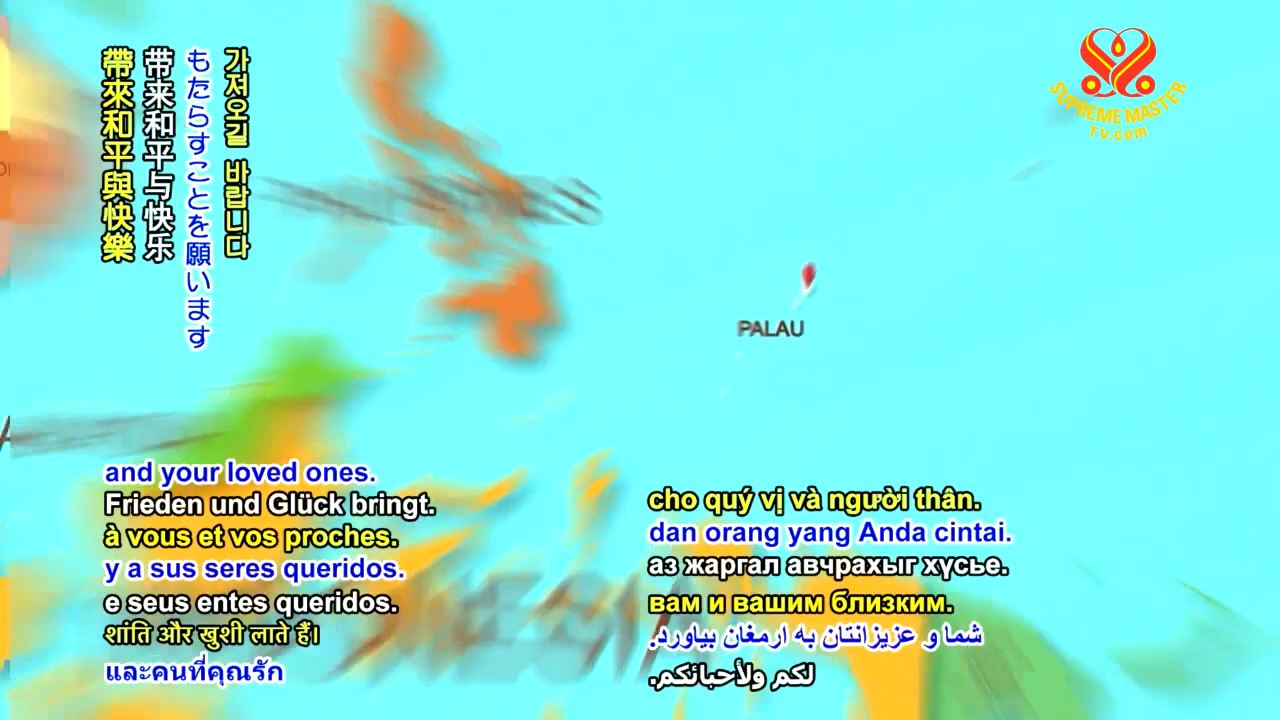 帶來和平與快樂
带来和平与快乐
もたらすことを願います
가져오길 바랍니다
SUPREME MASTER
TV.com
PALAU
and your loved ones.
Frieden und Glück bringt.
à vous et vos proches.
y a sus seres queridos.
e seus entes queridos.
शांति और खुशी लाते हैं।
และคนที่คุณรัก
cho quý vị và người thân.
dan orang yang Anda cintai.
аз жаргал авчрахыг хүсье.
вам и вашим близким.
شما و عزیزانتان به ارمغان بیاورد.
لكم ولأحبائكم.